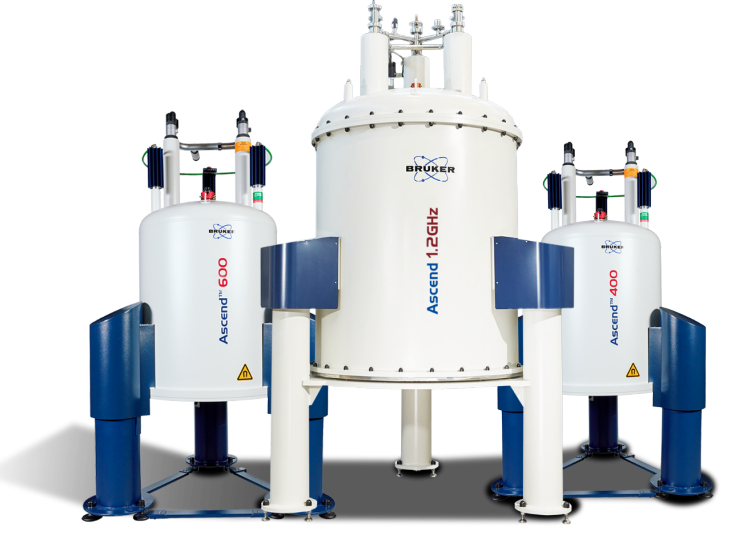 BRUKER
Ascend™ 600
BRUKER
Ascend 1.2GHz
BRUKER
Ascend™ 400